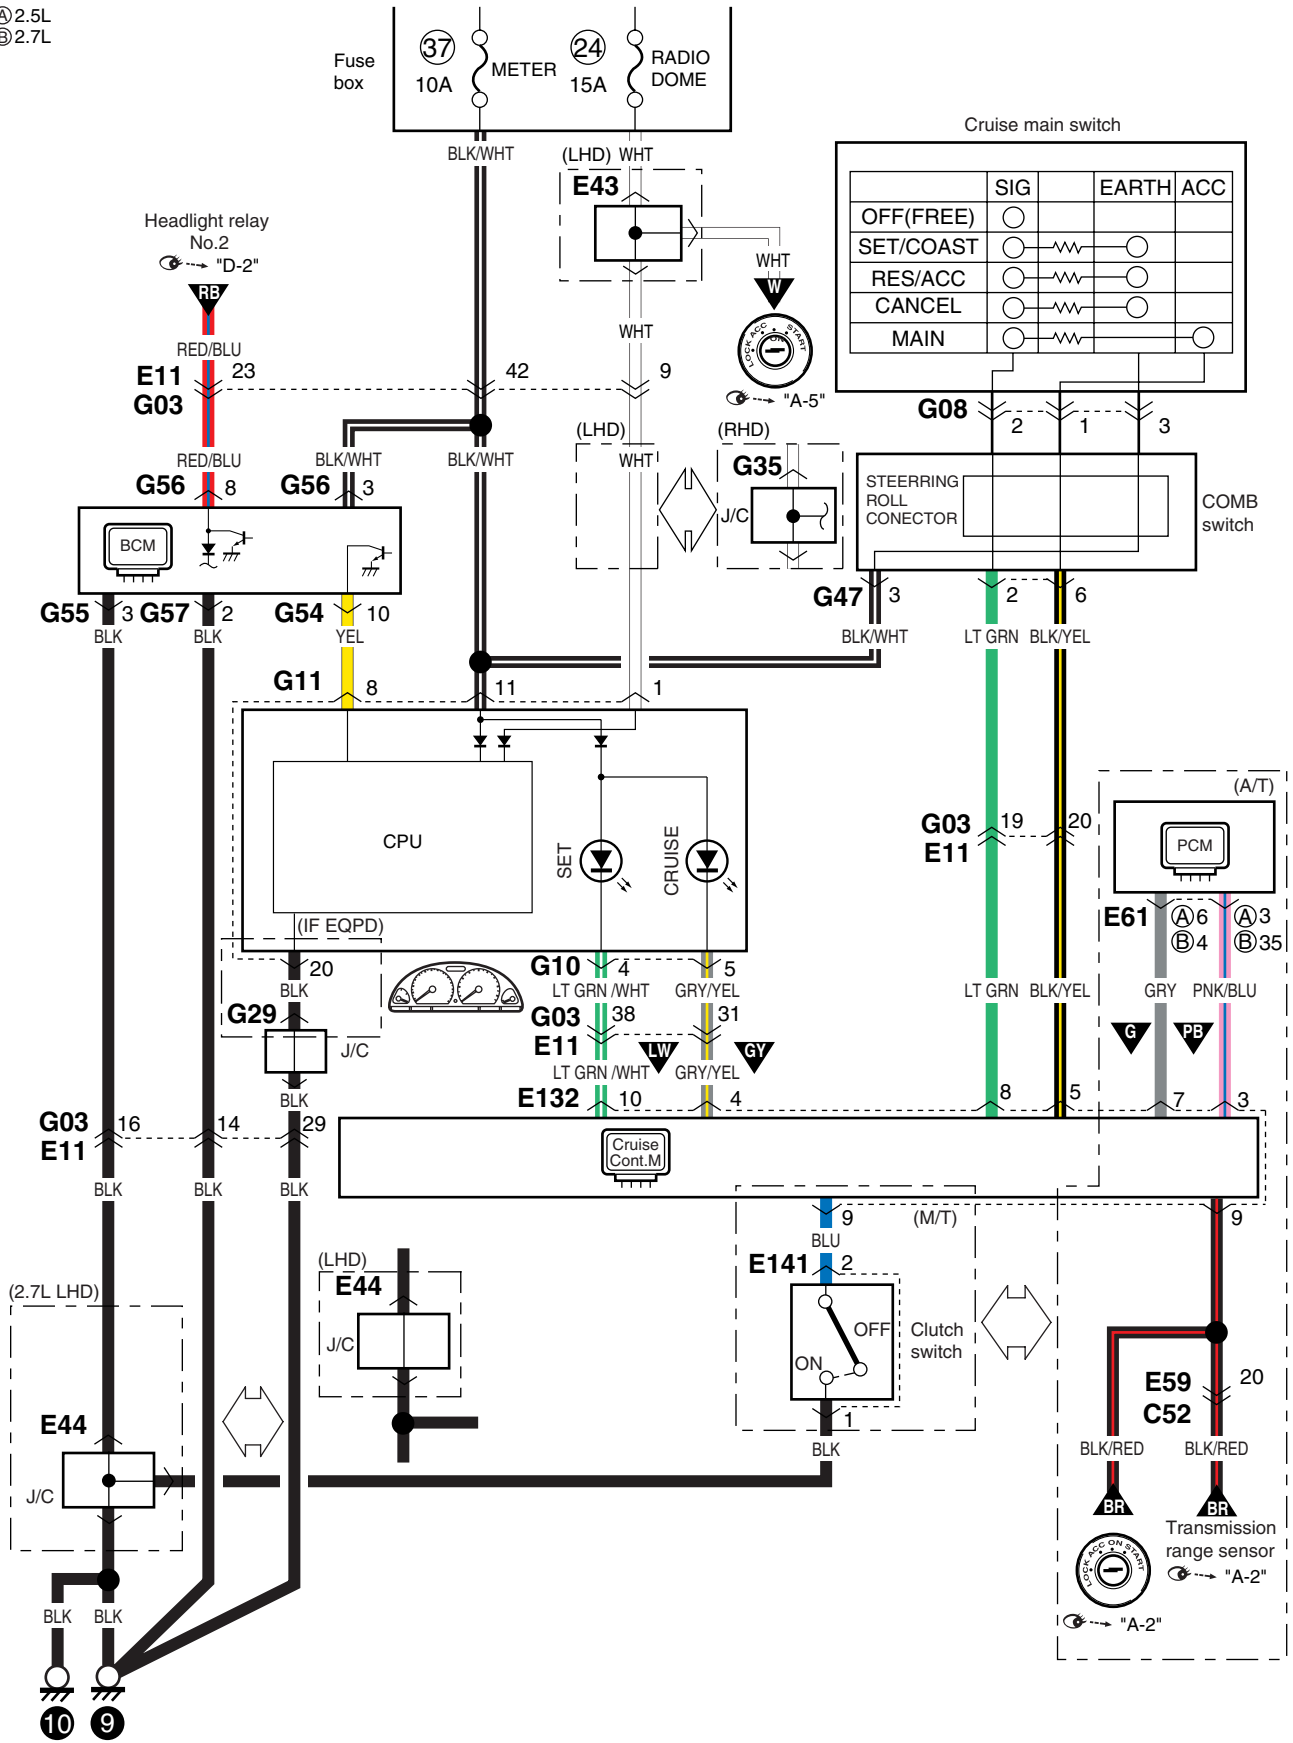 Ⓐ2.5L
Ⓑ2.7L
Fuse
box
37
10A
METER
24
15A
RADIO
DOME
BLK/WHT
(LHD)
WHT
E43
WHT
W
LOCK ACC ON START
"A-5"
Headlight relay
No.2
"D-2"
RB
RED/BLU
E11
23
G03
WHT
42
9
Cruise main switch
SIG
EARTH
ACC
OFF(FREE)
SET/COAST
RES/ACC
CANCEL
MAIN
G08
2
1
3
RED/BLU
BLK/WHT
BLK/WHT
(LHD)
WHT
(RHD)
G35
J/C
STEERRING
ROLL
CONECTOR
COMB
switch
G56
8
G56
3
BCM
G55
3
G57
2
G54
10
BLK
BLK
YEL
G47
3
2
6
BLK/WHT
LT GRN
BLK/YEL
G11
8
11
1
CPU
SET
CRUISE
(IF EQPD)
G03
19
20
E11
(A/T)
PCM
E61
Ⓐ6
Ⓑ4
Ⓐ3
Ⓑ35
20
BLK
G10
4
5
LT GRN /WHT
GRY/YEL
LT GRN
BLK/YEL
GRY
PNK/BLU
G29
J/C
BLK
G03
38
31
E11
LW
GY
G
PB
LT GRN /WHT
GRY/YEL
E132
10
4
8
5
7
3
G03
16
14
29
E11
Cruise
Cont.M
BLK
BLK
BLK
9
(M/T)
9
BLU
E141
2
(LHD)
E44
J/C
OFF
ON
Clutch
switch
1
BLK
(2.7L LHD)
E44
J/C
E59
20
C52
BLK/RED
BLK/RED
BR
BR
LOCK ACC ON START
"A-2"
Transmission
range sensor
"A-2"
BLK
BLK
10
9